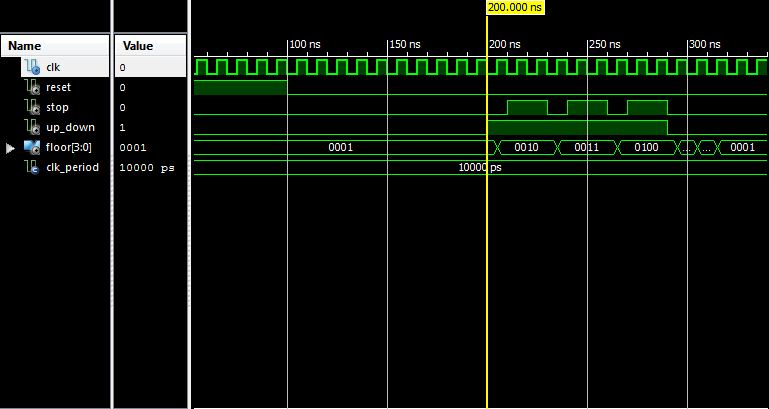 200.000 ns
Name Value
100 ns 150 ns 200 ns 250 ns 300 ns
clk 0
reset 0
stop 0
up_down 1
floor[3:0] 0001 0001 0010 0011 0100 ... ... 0001
clk_period 10000 ps 10000 ps